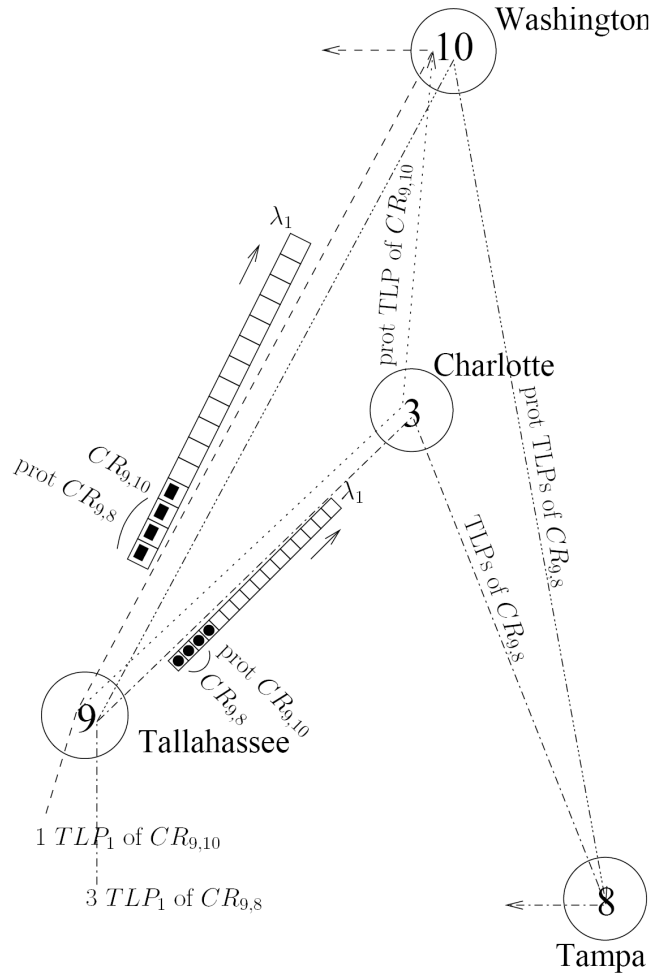 Washington
10
λ₁
prot TLP of CR₉,₁₀
Charlotte
3
CR₉,₁₀
prot CR₉,₈
λ₁
prot TLPs of CR₉,₈
TLPs of CR₉,₈
prot CR₉,₁₀
CR₉,₈
9
Tallahassee
1 TLP₁ of CR₉,₁₀
3 TLP₁ of CR₉,₈
8
Tampa